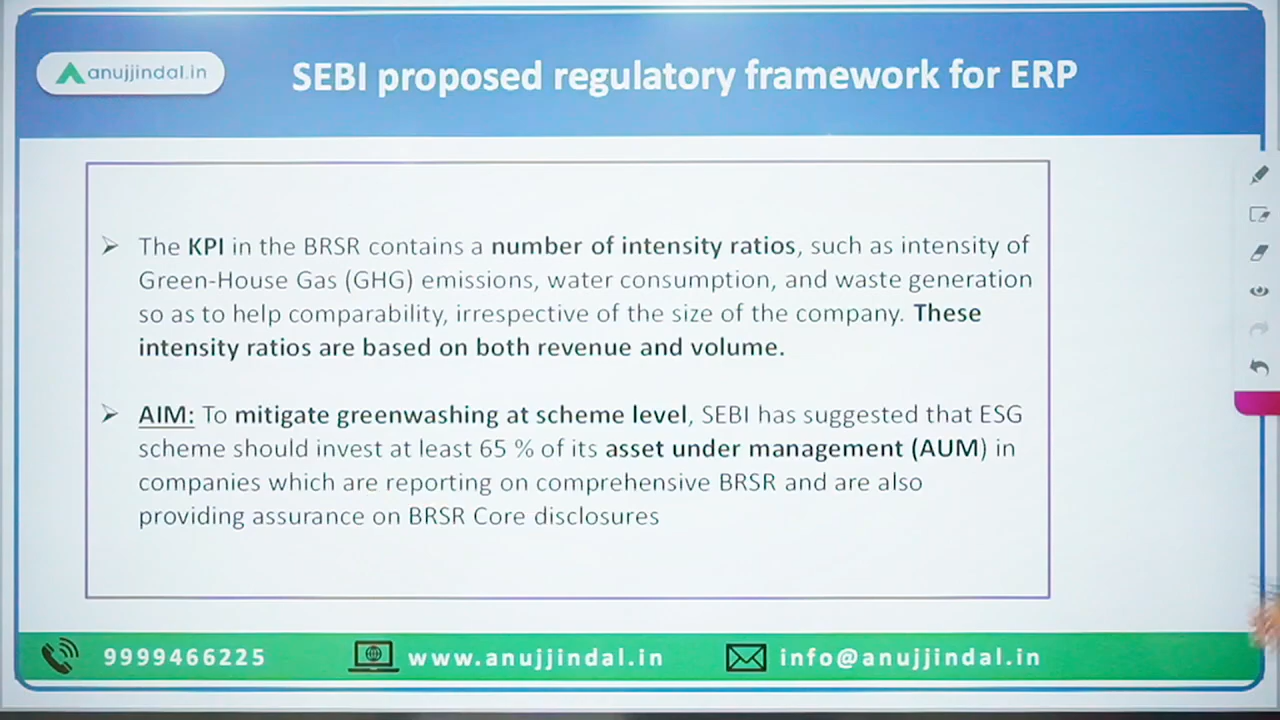 anujjindal.in
SEBI proposed regulatory framework for ERP
➢ The KPI in the BRSR contains a number of intensity ratios, such as intensity of
Green-House Gas (GHG) emissions, water consumption, and waste generation
so as to help comparability, irrespective of the size of the company. These
intensity ratios are based on both revenue and volume.
➢ AIM: To mitigate greenwashing at scheme level, SEBI has suggested that ESG
scheme should invest at least 65 % of its asset under management (AUM) in
companies which are reporting on comprehensive BRSR and are also
providing assurance on BRSR Core disclosures
9999466225
www.anujjindal.in
info@anujjindal.in